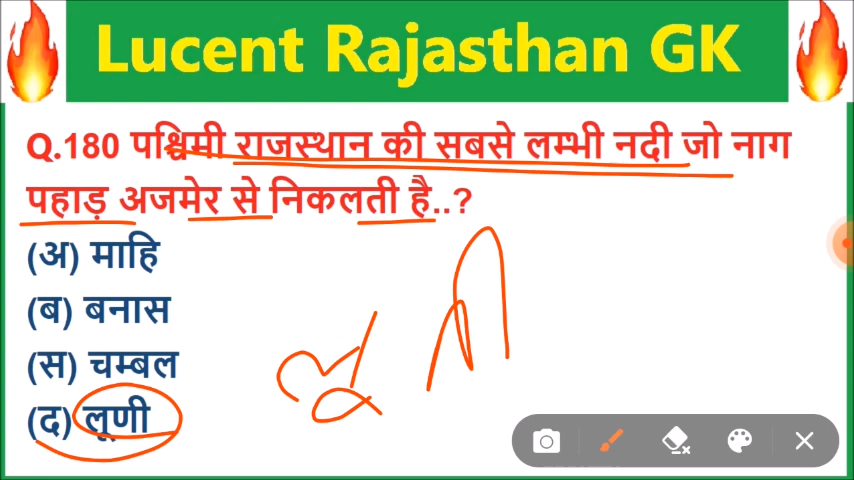 Lucent Rajasthan GK
Q.180 पश्चिमी राजस्थान की सबसे लम्भी नदी जो नाग
पहाड़ अजमेर से निकलती है..?
(अ) माहि
(ब) बनास
(स) चम्बल
(द) लूणी